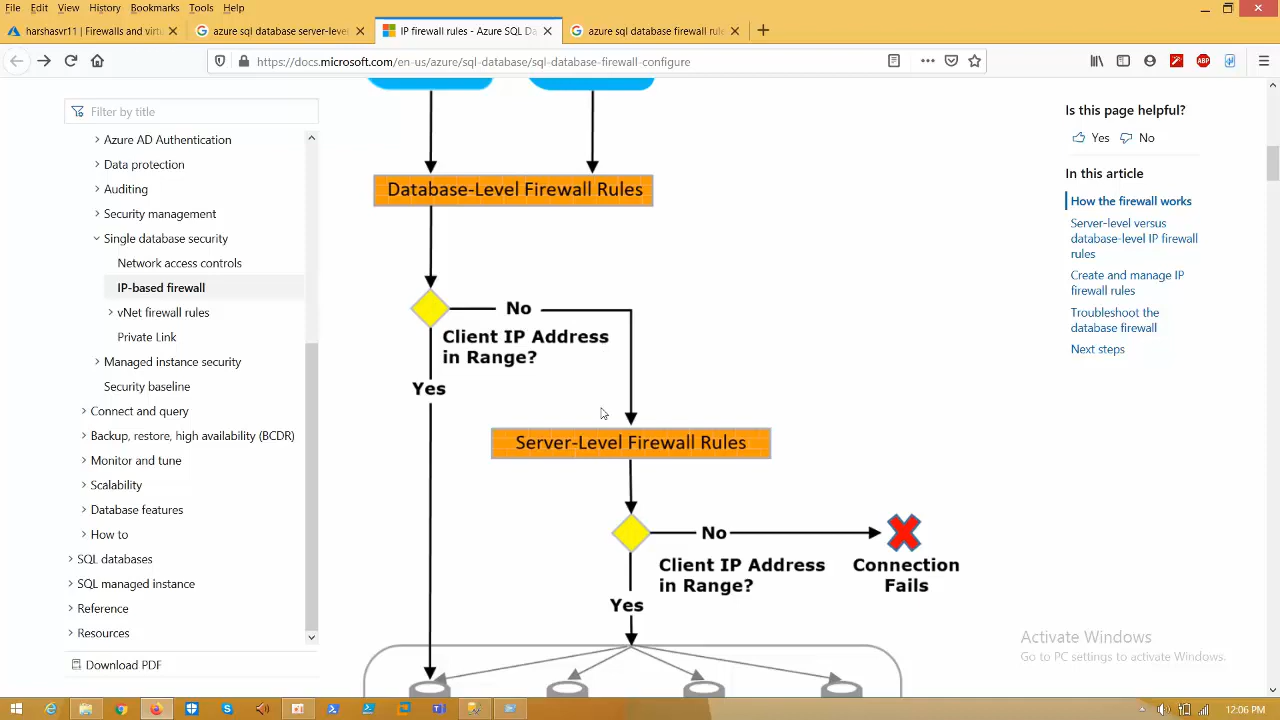 File Edit View History Bookmarks Tools Help
harshasvr11 | Firewalls and virtu
azure sql database server-level
IP firewall rules - Azure SQL Da
azure sql database firewall rul
https://docs.microsoft.com/en-us/azure/sql-database/sql-database-firewall-configure
ABP
Filter by title
Azure AD Authentication
Data protection
Auditing
Security management
Single database security
Network access controls
IP-based firewall
vNet firewall rules
Private Link
Managed instance security
Security baseline
Connect and query
Backup, restore, high availability (BCDR)
Monitor and tune
Scalability
Database features
How to
SQL databases
SQL managed instance
Reference
Resources
Download PDF
Database-Level Firewall Rules
No
Client IP Address
in Range?
Yes
Server-Level Firewall Rules
No
Client IP Address
in Range?
Yes
Connection
Fails
Is this page helpful?
Yes No
In this article
How the firewall works
Server-level versus
database-level IP firewall
rules
Create and manage IP
firewall rules
Troubleshoot the
database firewall
Next steps
Activate Windows
Go to PC settings to activate Windows.
12:06 PM